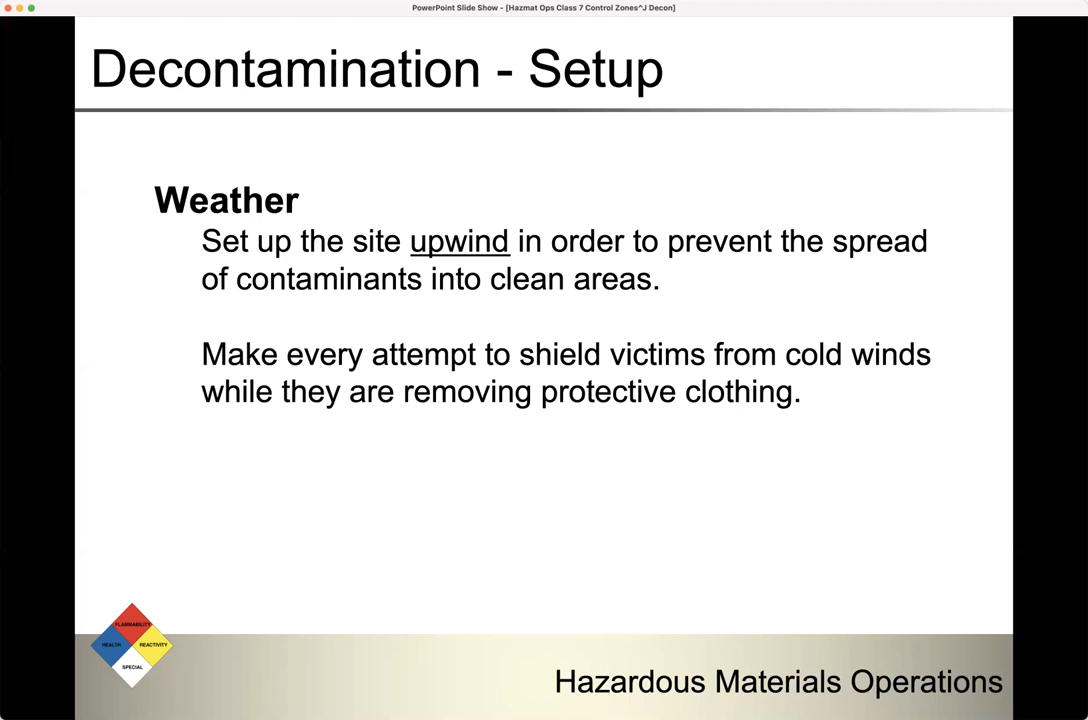 PowerPoint Slide Show - [Hazmat Ops Class 7 Control Zones^J Decon]
Decontamination - Setup
Weather
Set up the site upwind in order to prevent the spread
of contaminants into clean areas.
Make every attempt to shield victims from cold winds
while they are removing protective clothing.
FLAMMABILITY
HEALTH
REACTIVITY
SPECIAL
Hazardous Materials Operations